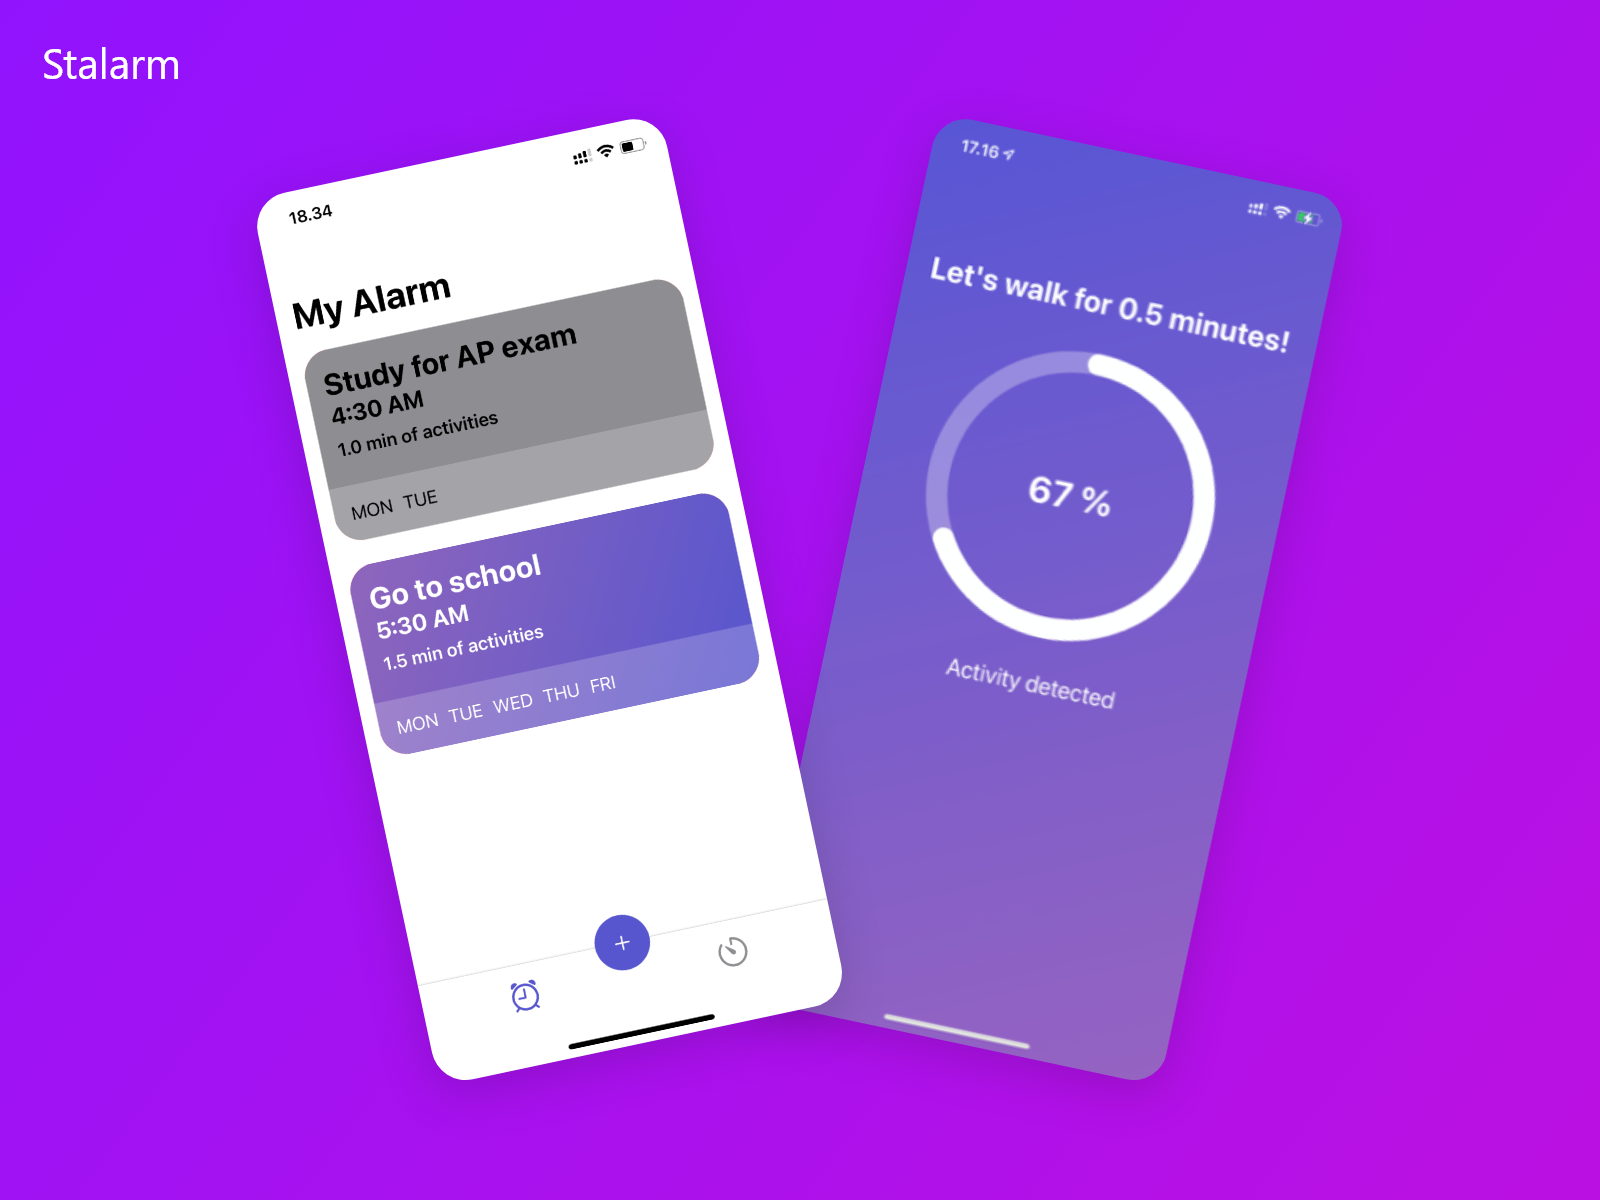 Stalarm
18.34
My Alarm
Study for AP exam
4:30 AM
1.0 min of activities
MON TUE
Go to school
5:30 AM
1.5 min of activities
MON TUE WED THU FRI
+
17.16
Let's walk for 0.5 minutes!
67 %
Activity detected